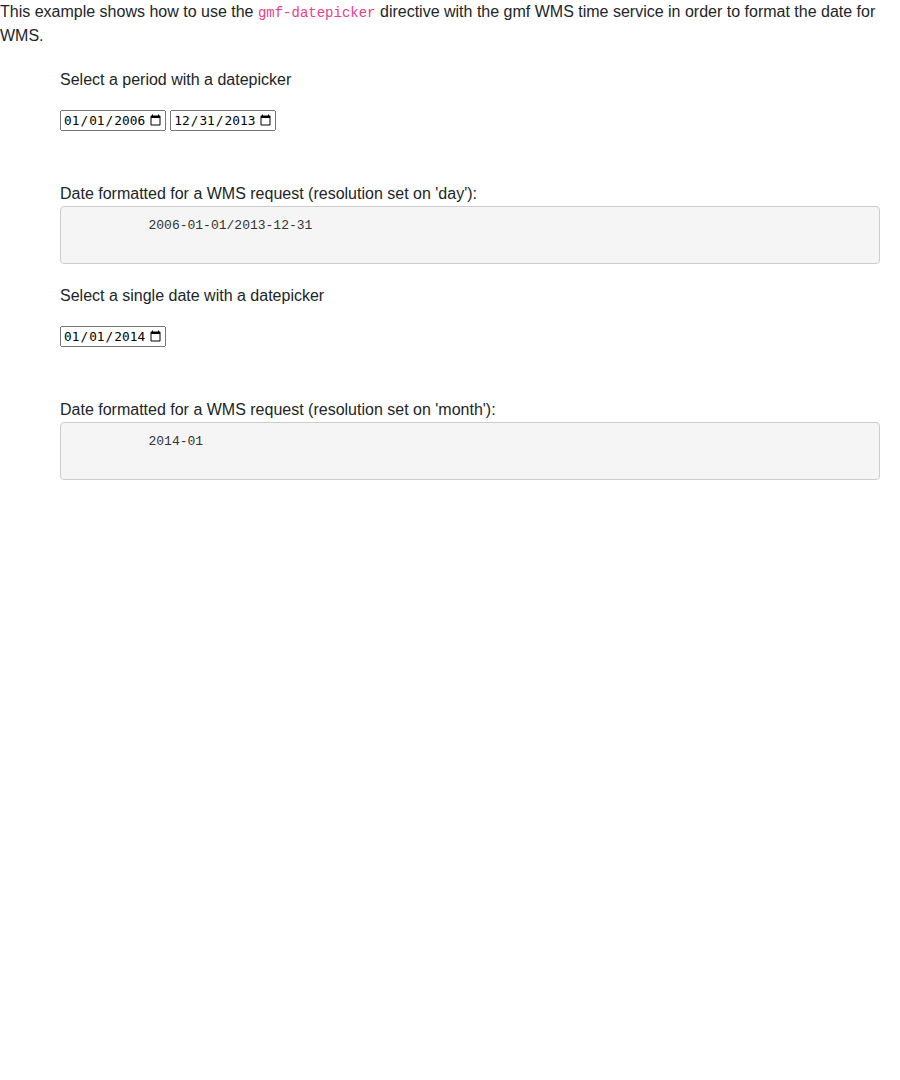 This example shows how to use the gmf-datepicker directive with the gmf WMS time service in order to format the date for
WMS.
Select a period with a datepicker
01/01/2006 12/31/2013
Date formatted for a WMS request (resolution set on 'day'):
2006-01-01/2013-12-31
Select a single date with a datepicker
01/01/2014
Date formatted for a WMS request (resolution set on 'month'):
2014-01